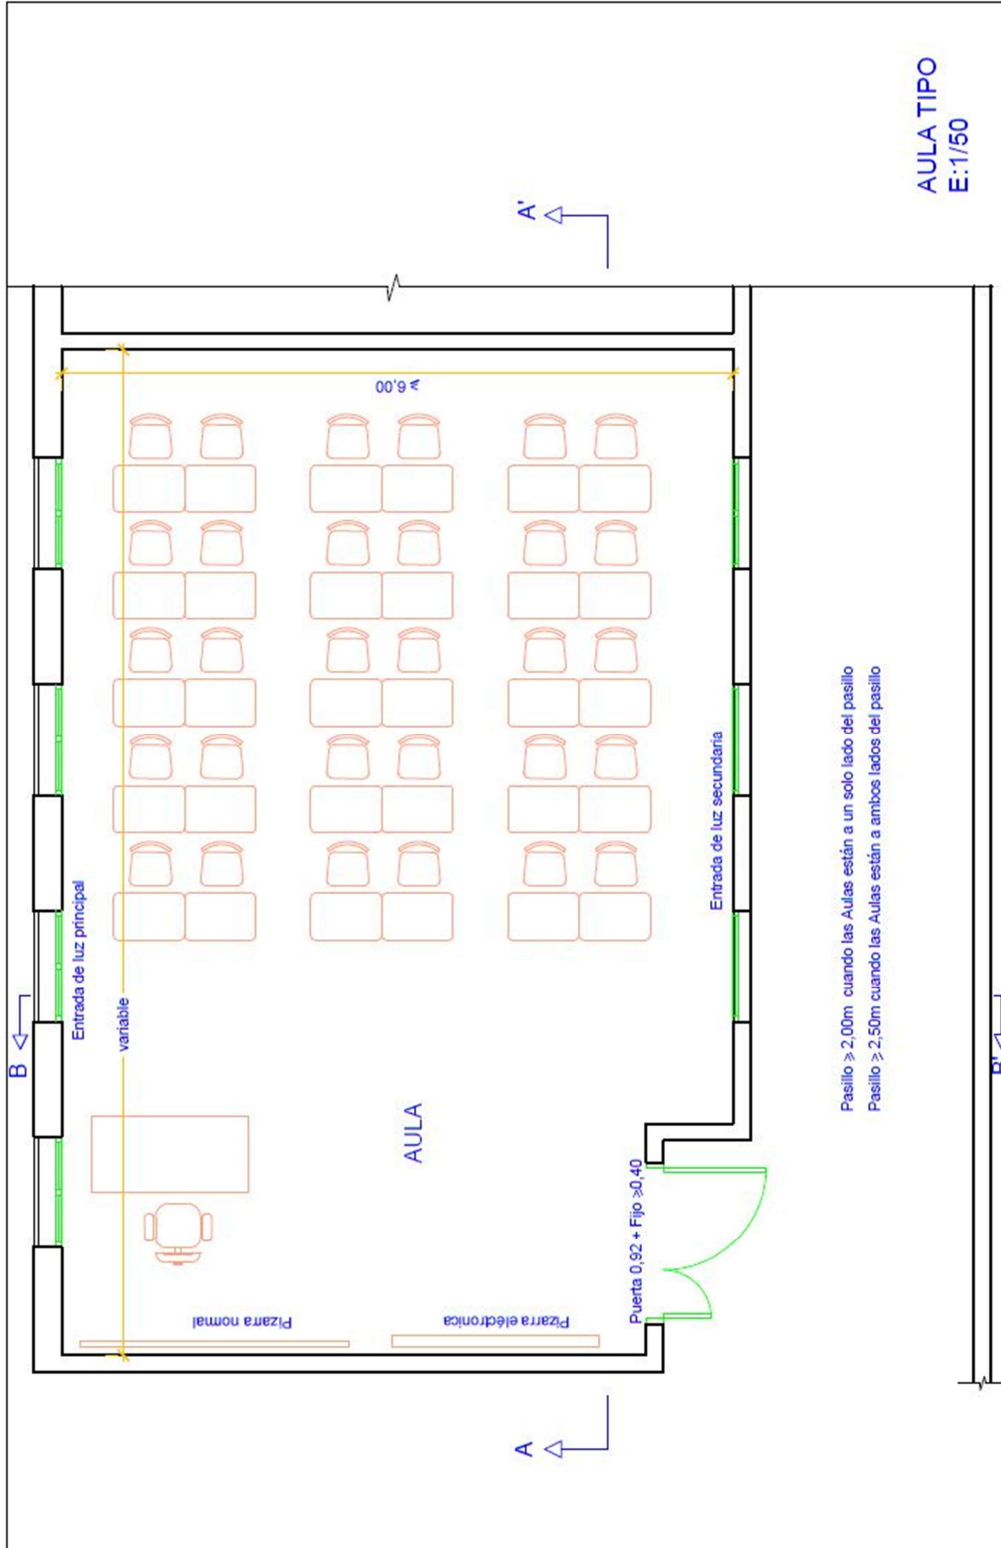 AULA TIPO
E:1/50
A'
≥ 6,00
Entrada de luz principal
variable
Entrada de luz secundaria
Pasillo ≥ 2,00m cuando las Aulas están a un solo lado del pasillo
Pasillo ≥ 2,50m cuando las Aulas están a ambos lados del pasillo
B
B'
AULA
Puerta 0,92 + Fijo ≥0,40
Pizarra normal
Pizarra eléctronica
A